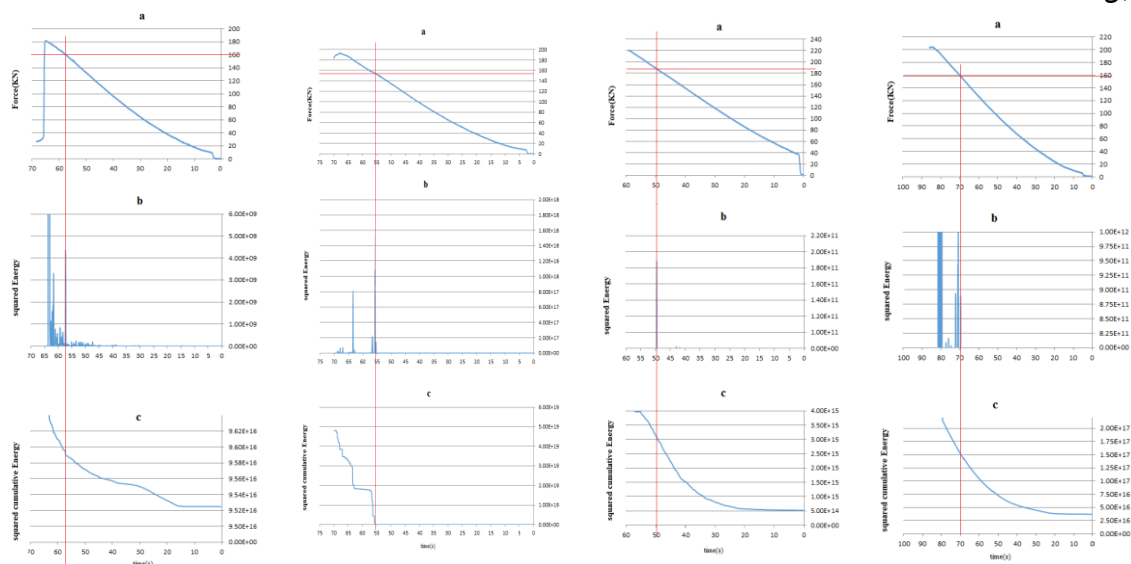 g,
a
Force(KN)
200
180
160
140
120
100
80
60
40
20
0
70 60 50 40 30 20 10 0
b
squared Energy
6.00E+09
5.00E+09
4.00E+09
3.00E+09
2.00E+09
1.00E+09
0.00E+00
70 65 60 55 50 45 40 35 30 25 20 15 10 5 0
c
squared cumulative Energy
9.62E+16
9.60E+16
9.58E+16
9.56E+16
9.54E+16
9.52E+16
9.50E+16
0.00E+00
70 60 50 40 30 20 10 0
time(s)
a
Force(KN)
200
180
160
140
120
100
80
60
40
20
0
75 70 65 60 55 50 45 40 35 30 25 20 15 10 5 0
b
squared Energy
2.00E+18
1.80E+18
1.60E+18
1.40E+18
1.20E+18
1.00E+18
8.00E+17
6.00E+17
4.00E+17
2.00E+17
0.00E+00
75 70 65 60 55 50 45 40 35 30 25 20 15 10 5 0
c
squared cumulative Energy
6.00E+19
5.00E+19
4.00E+19
3.00E+19
2.00E+19
1.00E+19
0.00E+00
75 70 65 60 55 50 45 40 35 30 25 20 15 10 5 0
time(s)
a
Force(KN)
240
220
200
180
160
140
120
100
80
60
40
20
0
60 50 40 30 20 10 0
b
squared Energy
2.20E+11
2.00E+11
1.80E+11
1.60E+11
1.40E+11
1.20E+11
1.00E+11
0.00E+00
60 55 50 45 40 35 30 25 20 15 10 5 0
c
squared cumulative Energy
4.00E+15
3.50E+15
3.00E+15
2.50E+15
2.00E+15
1.50E+15
1.00E+15
5.00E+14
0.00E+00
60 50 40 30 20 10 0
time(s)
a
Froce(KN)
220
200
180
160
140
120
100
80
60
40
20
0
100 90 80 70 60 50 40 30 20 10 0
b
squared Energy
1.00E+12
9.75E+11
9.50E+11
9.25E+11
9.00E+11
8.75E+11
8.50E+11
8.25E+11
0.00E+00
100 90 80 70 60 50 40 30 20 10 0
c
squared cumulative Energy
2.00E+17
1.75E+17
1.50E+17
1.25E+17
1.00E+17
7.50E+16
5.00E+16
2.50E+16
0.00E+00
100 90 80 70 60 50 40 30 20 10 0
time(s)